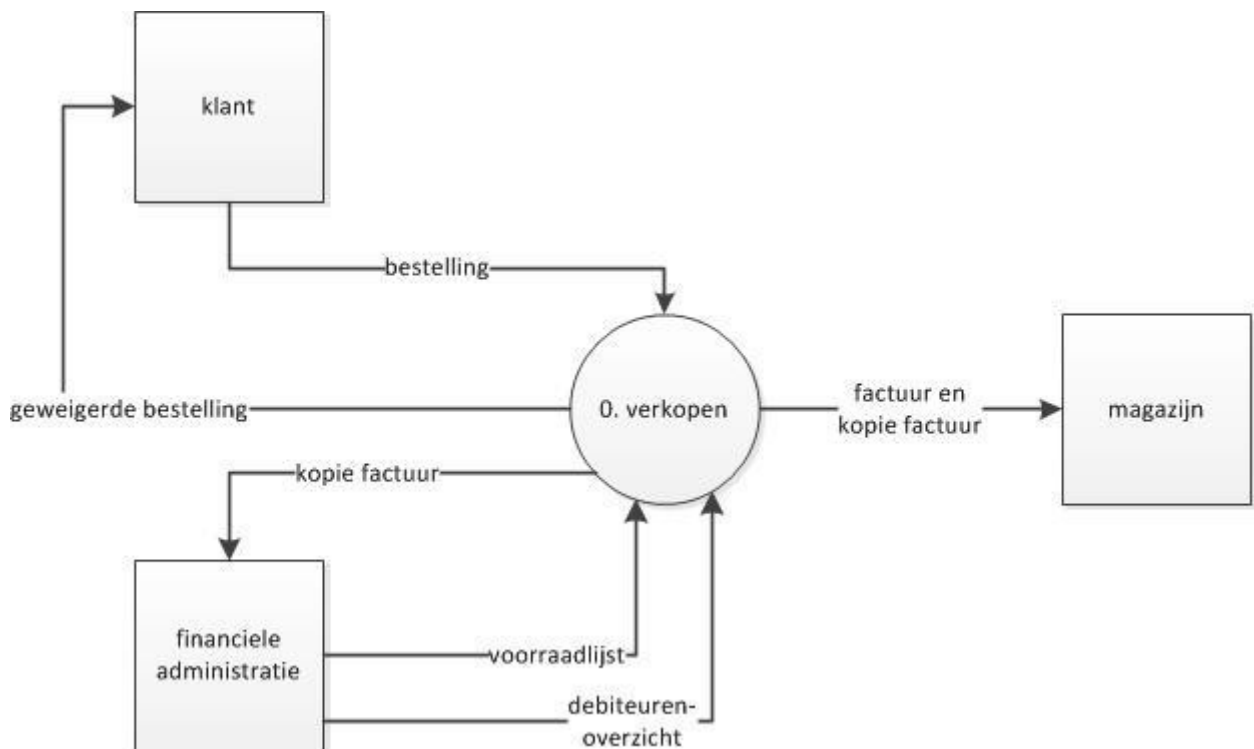 klant
bestelling
geweigerde bestelling
0. verkopen
factuur en
kopie factuur
magazijn
kopie factuur
financiele
administratie
voorraadlijst
debiteuren-
overzicht